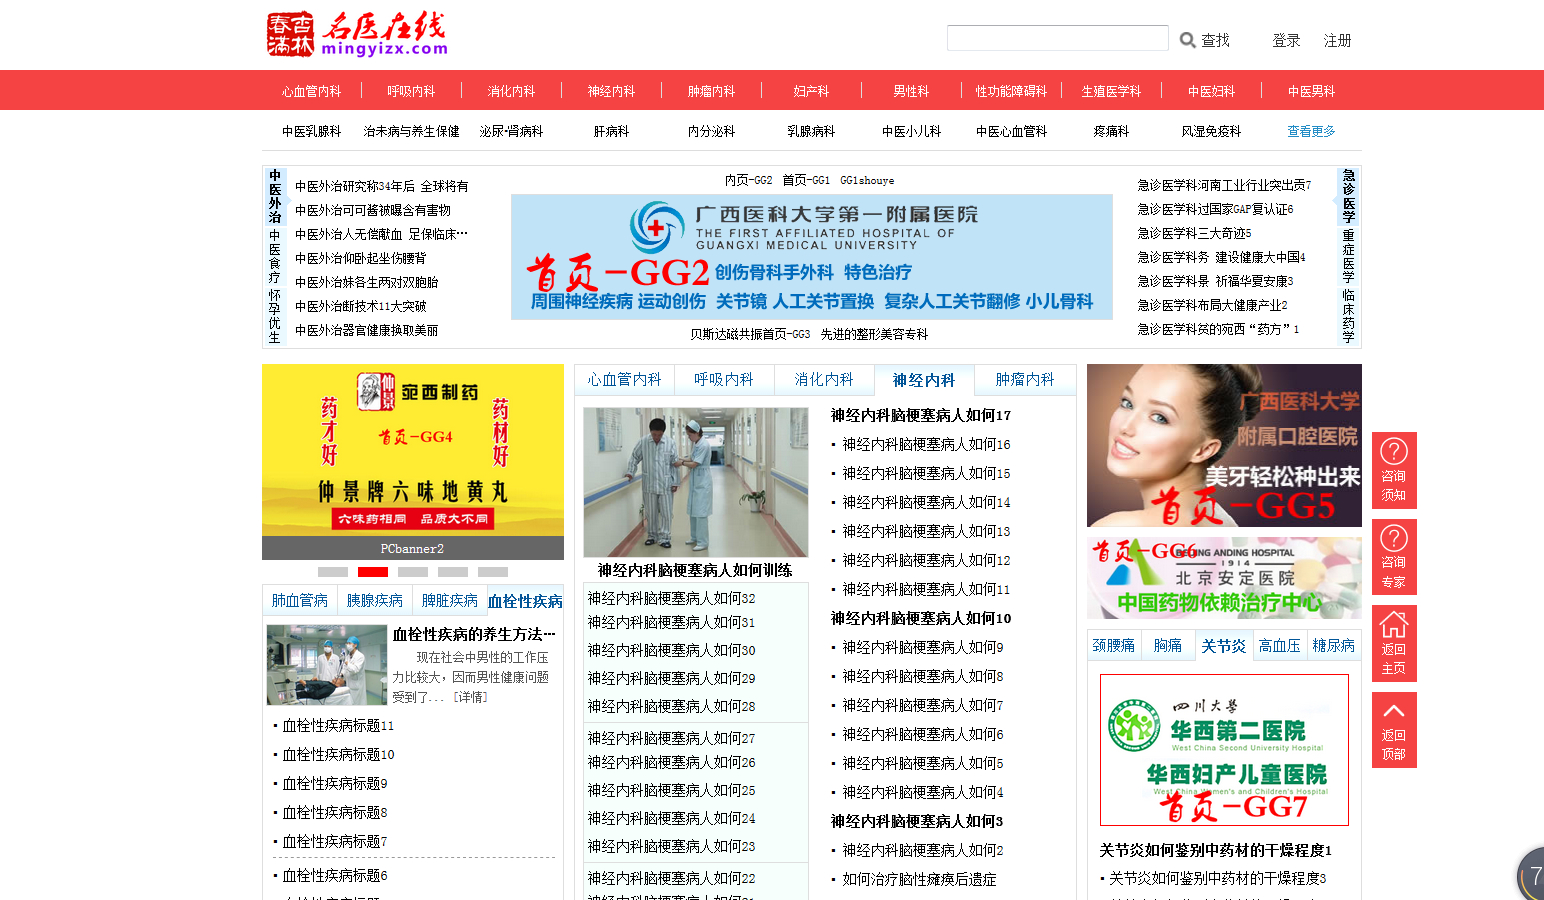 春满杏林 名医在线
mingyizx.com
查找 登录 注册
心血管内科 呼吸内科 消化内科 神经内科 肿瘤内科 妇产科 男性科 性功能障碍科 生殖医学科 中医妇科 中医男科
中医乳腺科 治未病与养生保健 泌尿·肾病科 肝病科 内分泌科 乳腺病科 中医小儿科 中医心血管科 疼痛科 风湿免疫科 查看更多
中医外治
中医食疗
怀孕优生
中医外治研究称34年后 全球将有
中医外治可可酱被曝含有害物
中医外治人无偿献血 足保临床…
中医外治仰卧起坐伤腰背
中医外治妹各生两对双胞胎
中医外治断技术11大突破
中医外治器官健康换取美丽
内页-GG2 首页-GG1 GG1shouye
广西医科大学第一附属医院
THE FIRST AFFILIATED HOSPITAL OF
GUANGXI MEDICAL UNIVERSITY
首页-GG2 创伤骨科手外科 特色治疗
周围神经疾病 运动创伤 关节镜 人工关节置换 复杂人工关节翻修 小儿骨科
贝斯达磁共振首页-GG3 先进的整形美容专科
急诊医学科河南工业行业突出贡7
急诊医学科过国家GAP复认证6
急诊医学科三大奇迹5
急诊医学科务 建设健康大中国4
急诊医学科景 祈福华夏安康3
急诊医学科布局大健康产业2
急诊医学科贫的宛西“药方”1
急诊医学
重症医学
临床药学
仲景 宛西制药
药才好
药材好
首页-GG4
仲景牌六味地黄丸
六味药相同 品质大不同
PCbanner2
肺血管病 胰腺疾病 脾脏疾病 血栓性疾病
血栓性疾病的养生方法…
现在社会中男性的工作压
力比较大，因而男性健康问题
受到了... [详情]
▪ 血栓性疾病标题11
▪ 血栓性疾病标题10
▪ 血栓性疾病标题9
▪ 血栓性疾病标题8
▪ 血栓性疾病标题7
▪ 血栓性疾病标题6
心血管内科 呼吸内科 消化内科 神经内科 肿瘤内科
神经内科脑梗塞病人如何训练
神经内科脑梗塞病人如何32
神经内科脑梗塞病人如何31
神经内科脑梗塞病人如何30
神经内科脑梗塞病人如何29
神经内科脑梗塞病人如何28
神经内科脑梗塞病人如何27
神经内科脑梗塞病人如何26
神经内科脑梗塞病人如何25
神经内科脑梗塞病人如何24
神经内科脑梗塞病人如何23
神经内科脑梗塞病人如何22
神经内科脑梗塞病人如何17
▪ 神经内科脑梗塞病人如何16
▪ 神经内科脑梗塞病人如何15
▪ 神经内科脑梗塞病人如何14
▪ 神经内科脑梗塞病人如何13
▪ 神经内科脑梗塞病人如何12
▪ 神经内科脑梗塞病人如何11
神经内科脑梗塞病人如何10
▪ 神经内科脑梗塞病人如何9
▪ 神经内科脑梗塞病人如何8
▪ 神经内科脑梗塞病人如何7
▪ 神经内科脑梗塞病人如何6
▪ 神经内科脑梗塞病人如何5
▪ 神经内科脑梗塞病人如何4
神经内科脑梗塞病人如何3
▪ 神经内科脑梗塞病人如何2
▪ 如何治疗脑性瘫痪后遗症
广西医科大学
附属口腔医院
美牙轻松种出来
首页-GG5
首页-GG6
BEIJING ANDING HOSPITAL
1914
北京安定医院
中国药物依赖治疗中心
颈腰痛 胸痛 关节炎 高血压 糖尿病
四川大学
华西第二医院
West China Second University Hospital
华西妇产儿童医院
West China Women's and Children's Hospital
首页-GG7
关节炎如何鉴别中药材的干燥程度1
▪ 关节炎如何鉴别中药材的干燥程度3
咨询
须知
咨询
专家
返回
主页
返回
顶部
7